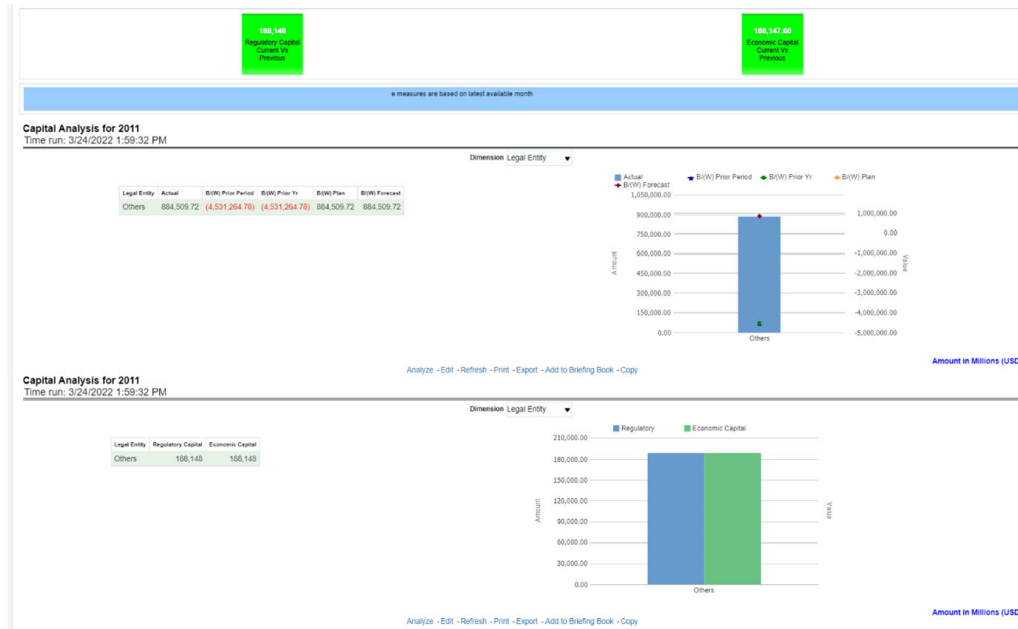 188,148
Regulatory Capital
Current Vs
Previous
188,147.60
Economic Capital
Current Vs
Previous
e measures are based on latest available month
Capital Analysis for 2011
Time run: 3/24/2022 1:59:32 PM
Dimension Legal Entity
Legal Entity Actual B/(W) Prior Period B/(W) Prior Yr B/(W) Plan B/(W) Forecast
Others 884,509.72 (4,531,264.78) (4,531,264.78) 884,509.72 884,509.72
Actual B/(W) Prior Period B/(W) Prior Yr B/(W) Plan
B/(W) Forecast
1,050,000.00
900,000.00 1,000,000.00
750,000.00 0.00
600,000.00 -1,000,000.00
450,000.00 -2,000,000.00
300,000.00 -3,000,000.00
150,000.00 -4,000,000.00
0.00 -5,000,000.00
Amount
Value
Others
Amount in Millions (USD
Analyze - Edit - Refresh - Print - Export - Add to Briefing Book - Copy
Capital Analysis for 2011
Time run: 3/24/2022 1:59:32 PM
Dimension Legal Entity
Legal Entity Regulatory Capital Economic Capital
Others 188,148 188,148
Regulatory Economic Capital
210,000.00
180,000.00
150,000.00
120,000.00
90,000.00
60,000.00
30,000.00
0.00
Amount
Value
Others
Amount in Millions (USD
Analyze - Edit - Refresh - Print - Export - Add to Briefing Book - Copy